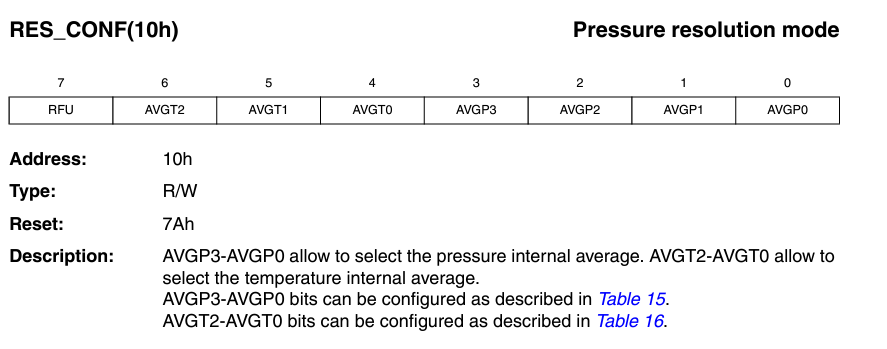 RES_CONF(10h) Pressure resolution mode
7 6 5 4 3 2 1 0
RFU AVGT2 AVGT1 AVGT0 AVGP3 AVGP2 AVGP1 AVGP0
Address: 10h
Type: R/W
Reset: 7Ah
Description: AVGP3-AVGP0 allow to select the pressure internal average. AVGT2-AVGT0 allow to
select the temperature internal average.
AVGP3-AVGP0 bits can be configured as described in Table 15.
AVGT2-AVGT0 bits can be configured as described in Table 16.